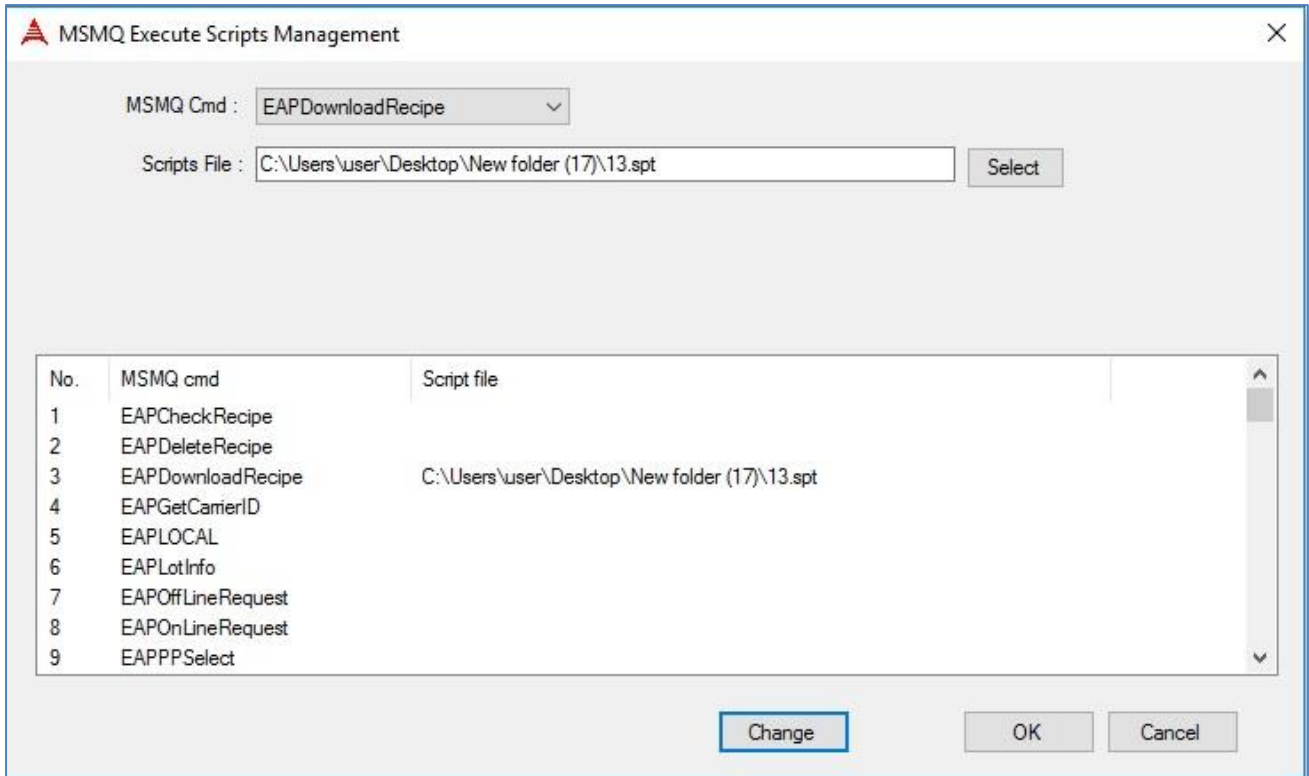 MSMQ Execute Scripts Management
MSMQ Cmd : EAPDownloadRecipe
Scripts File : C:\Users\user\Desktop\New folder (17)\13.spt Select
No. MSMQ cmd Script file
1 EAPCheckRecipe
2 EAPDeleteRecipe
3 EAPDownloadRecipe C:\Users\user\Desktop\New folder (17)\13.spt
4 EAPGetCarrierID
5 EAPLOCAL
6 EAPLotInfo
7 EAPOffLineRequest
8 EAPOnLineRequest
9 EAPPPSelect
Change OK Cancel